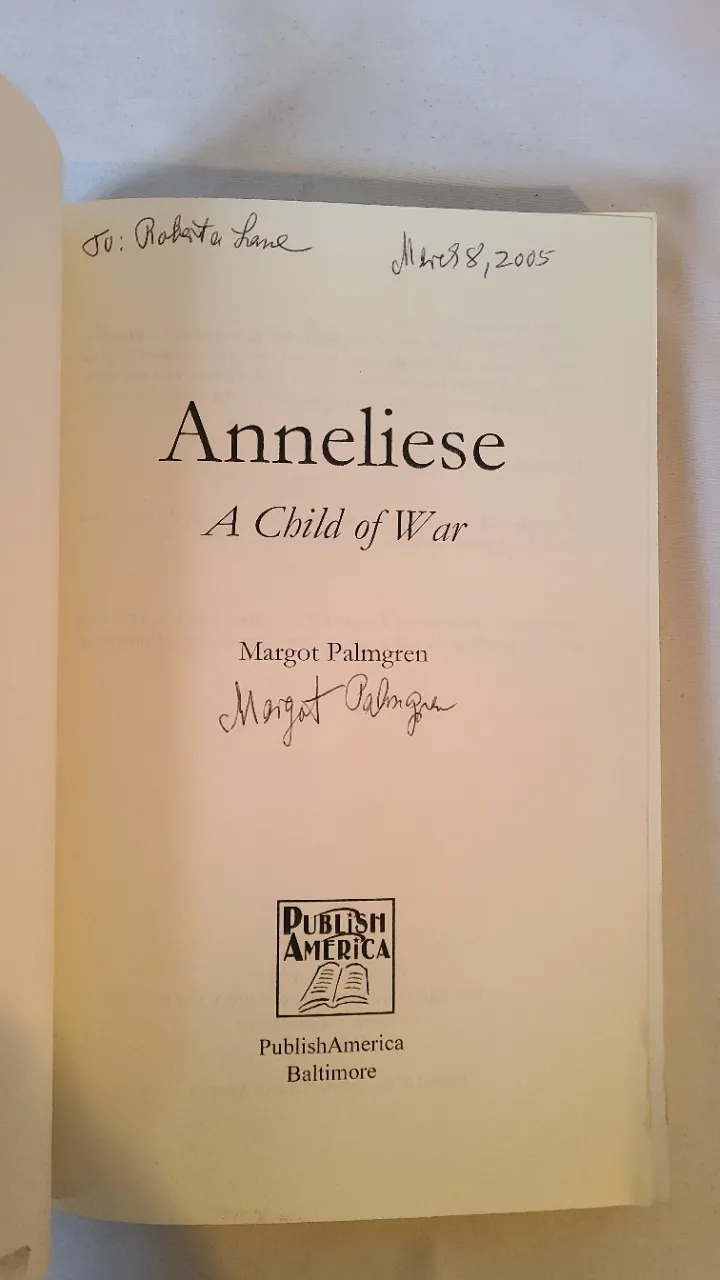 To: Roberta Lane March 8, 2005
Anneliese
A Child of War
Margot Palmgren
Margot Palmgren
PUBLISH
AMERICA
PublishAmerica
Baltimore